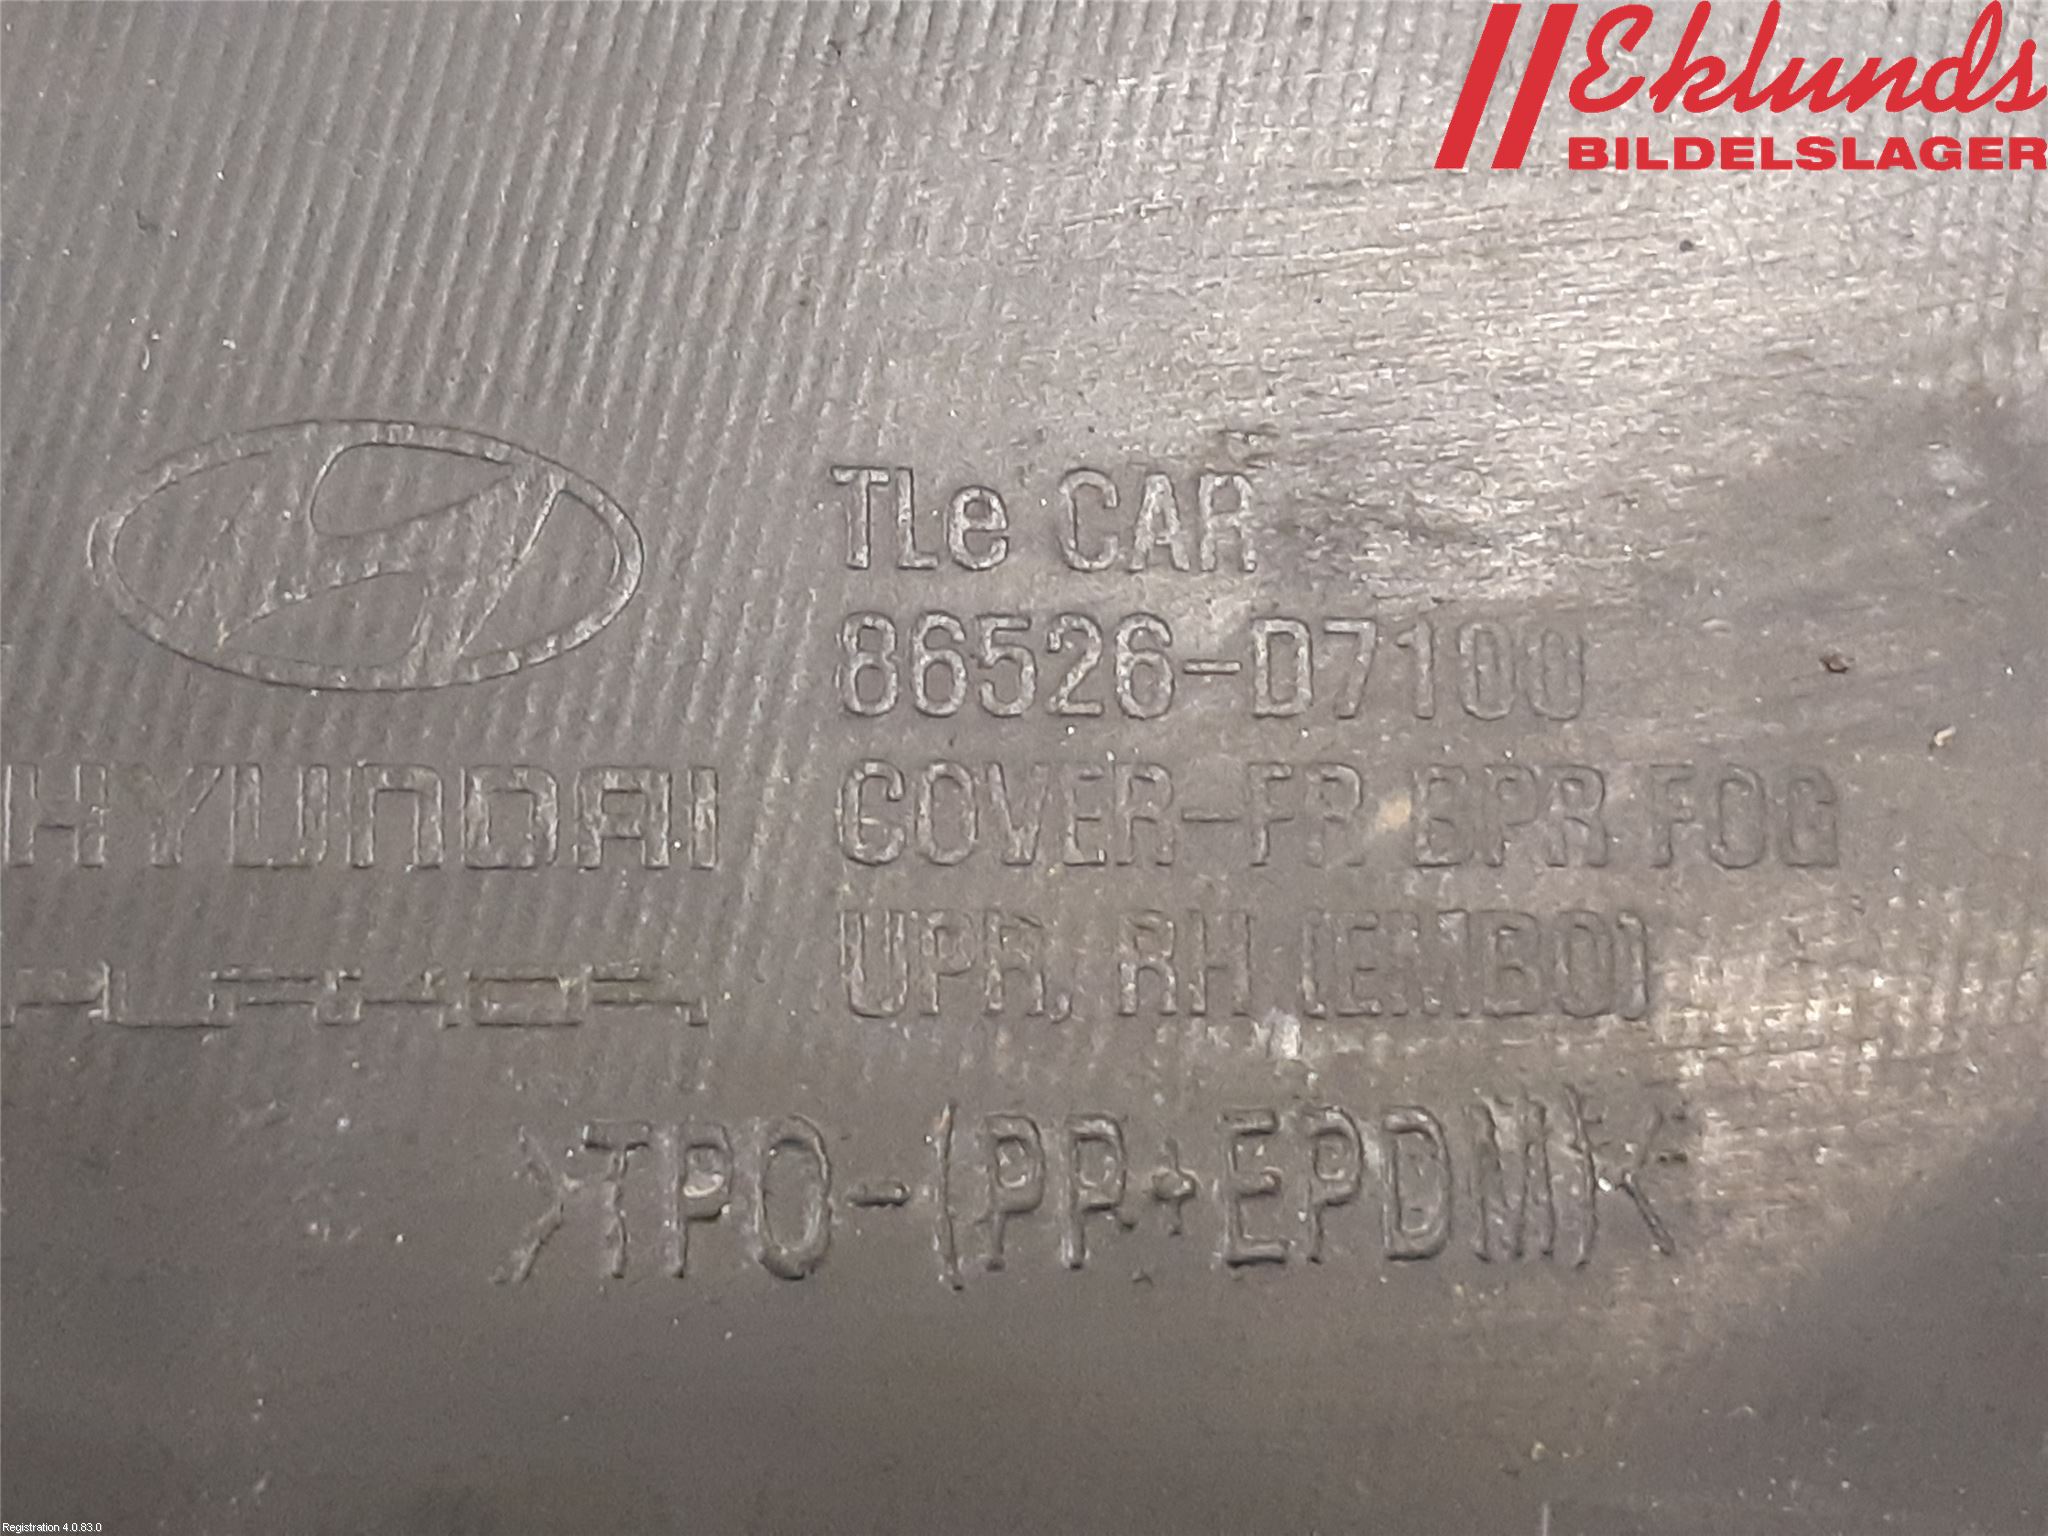 Eklunds
BILDELSLAGER
TLe CAR
86526-D7100
HYUNDAI
COVER-FR BPR FOG
UPR, RH (EMBO)
>TPO-(PP+EPDM)<
Registration 4.0.83.0